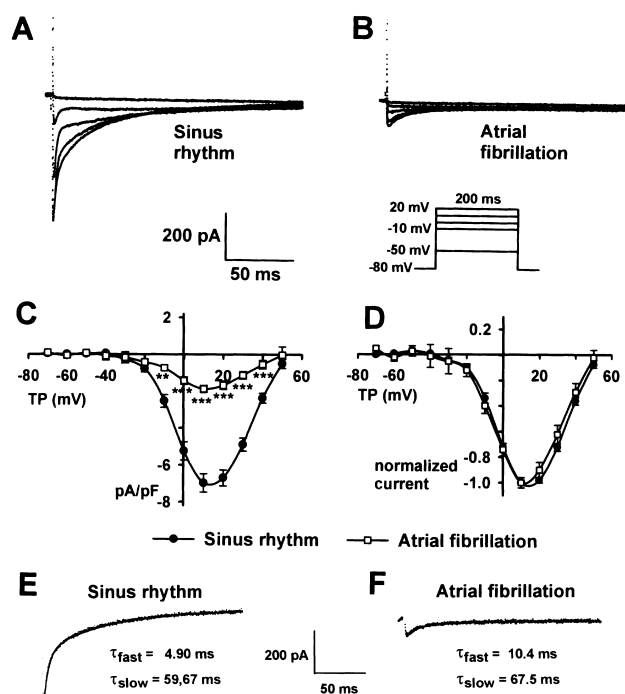 A
B
Sinus
rhythm
Atrial
fibrillation
200 pA
50 ms
200 ms
20 mV
-10 mV
-50 mV
-80 mV
C
2
-80 -60 -40 20 40 60
TP (mV)
** *** *** *** *** ***
-6
pA/pF
-8
D
0.2
-80 -60 20 40 60
TP (mV)
normalized
current
-0.8
-1.0
Sinus rhythm Atrial fibrillation
E
Sinus rhythm
τfast = 4.90 ms
τslow = 59,67 ms
200 pA
50 ms
F
Atrial fibrillation
τfast = 10.4 ms
τslow = 67.5 ms